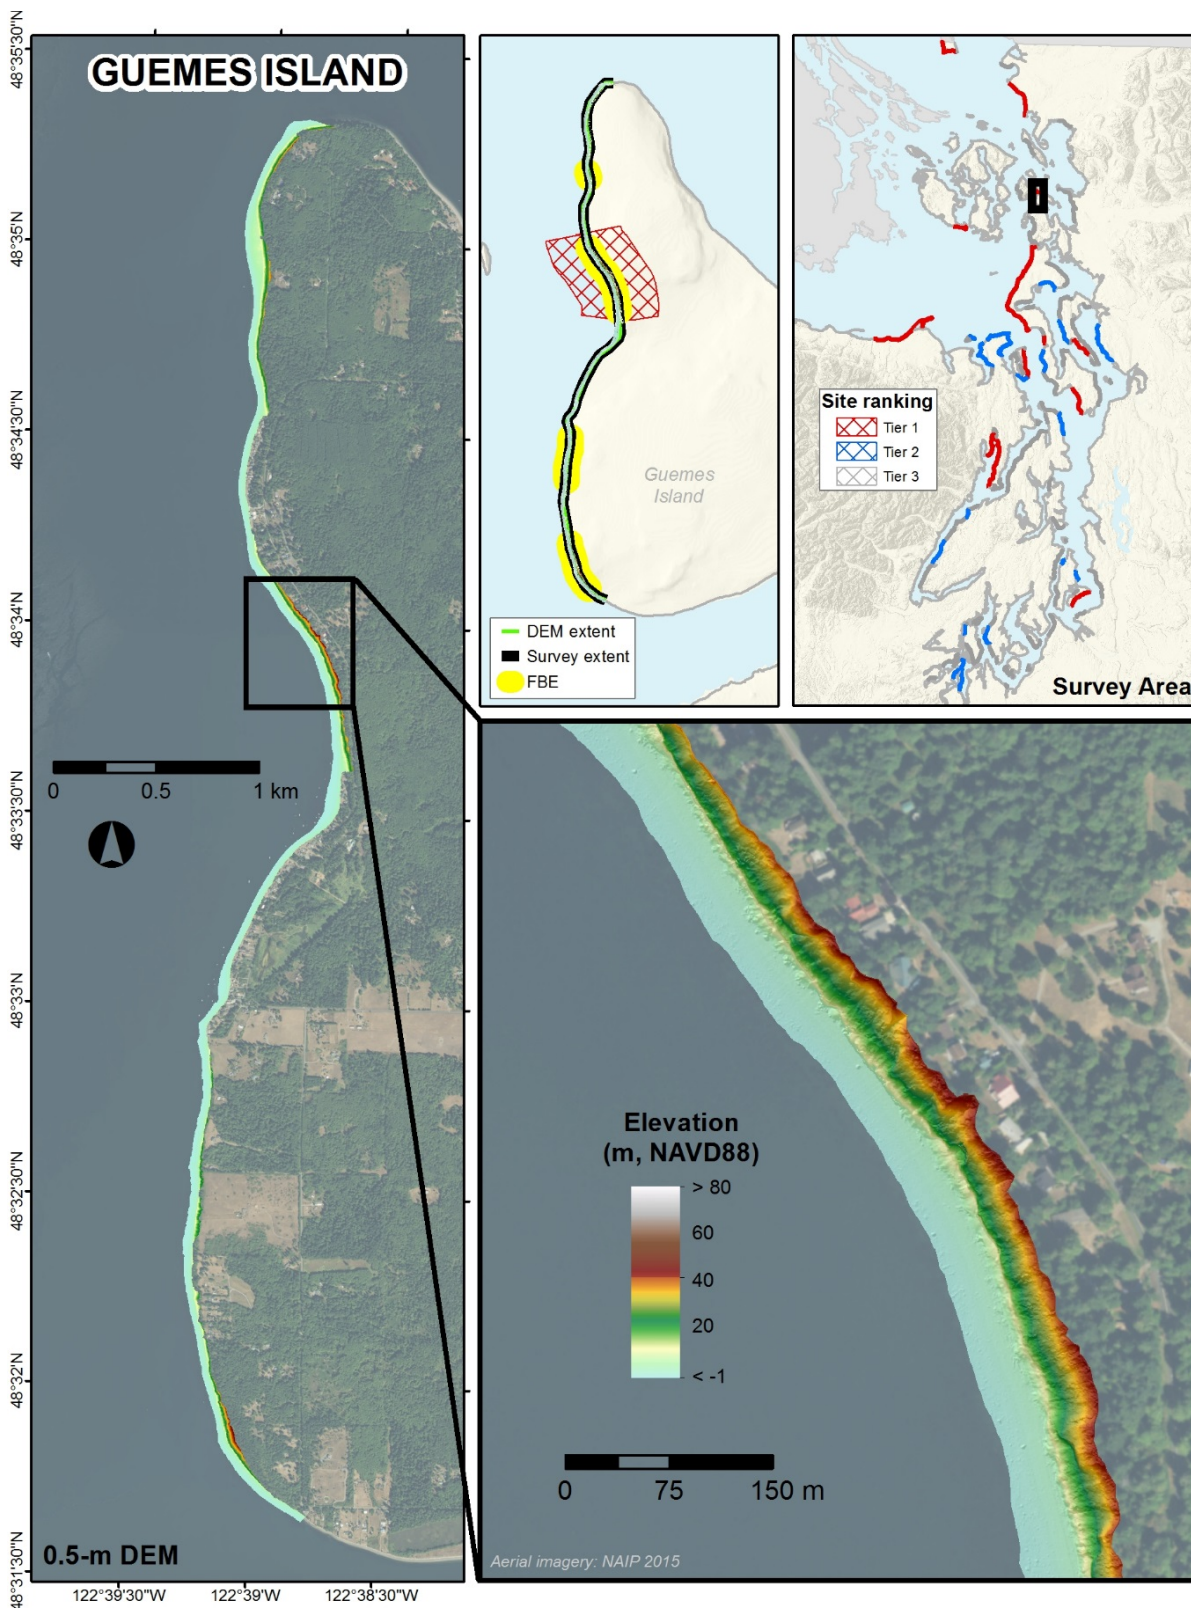 GUEMES ISLAND
48°35'30"N
48°35'N
48°34'30"N
48°34'N
48°33'30"N
48°33'N
48°32'30"N
48°32'N
48°31'30"N
0 0.5 1 km
0.5-m DEM
122°39'30"W 122°39'W 122°38'30"W
Guemes
Island
DEM extent
Survey extent
FBE
Site ranking
Tier 1
Tier 2
Tier 3
Survey Area
Elevation
(m, NAVD88)
> 80
60
40
20
< -1
0 75 150 m
Aerial imagery: NAIP 2015